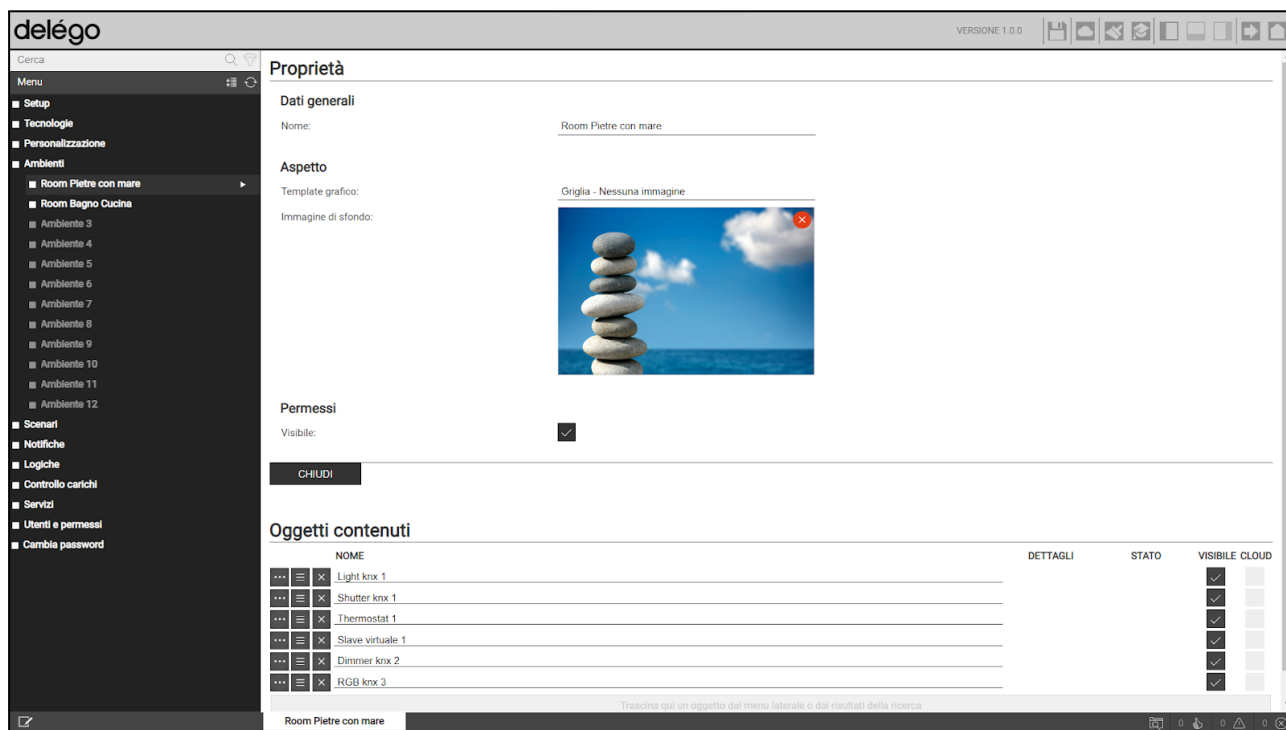 delégo
VERSIONE 1.0.0
Cerca
Menu
Setup
Tecnologie
Personalizzazione
Ambienti
Room Pietre con mare
Room Bagno Cucina
Ambiente 3
Ambiente 4
Ambiente 5
Ambiente 6
Ambiente 7
Ambiente 8
Ambiente 9
Ambiente 10
Ambiente 11
Ambiente 12
Scenari
Notifiche
Logiche
Controllo carichi
Servizi
Utenti e permessi
Cambia password
Proprietà
Dati generali
Nome: Room Pietre con mare
Aspetto
Template grafico: Griglia - Nessuna immagine
Immagine di sfondo:
Permessi
Visibile:
CHIUDI
Oggetti contenuti
NOME DETTAGLI STATO VISIBILE CLOUD
Light knx 1
Shutter knx 1
Thermostat 1
Slave virtuale 1
Dimmer knx 2
RGB knx 3
Trascina qui un oggetto dal menu laterale o dai risultati della ricerca
Room Pietre con mare 0 0 0